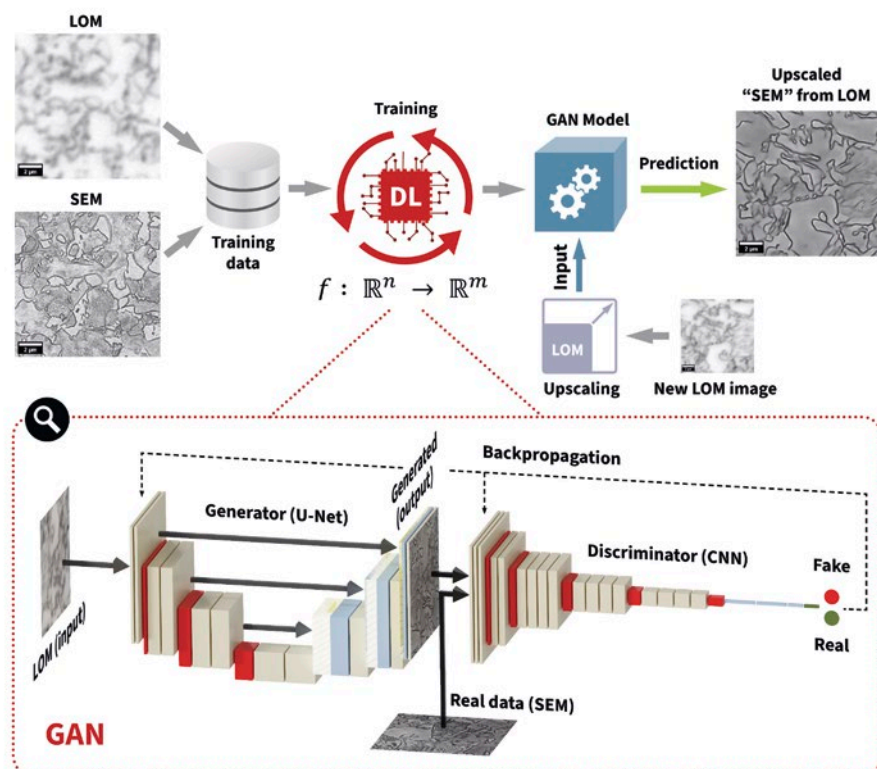 LOM
2 µm
SEM
2 µm
Training
data
Training
DL
f : ℝⁿ → ℝᵐ
GAN Model
Input
LOM
Upscaling
New LOM image
Prediction
Upscaled
“SEM” from LOM
2 µm
Backpropagation
LOM (input)
Generator (U-Net)
Generated
(output)
Discriminator (CNN)
Fake
Real
Real data (SEM)
GAN